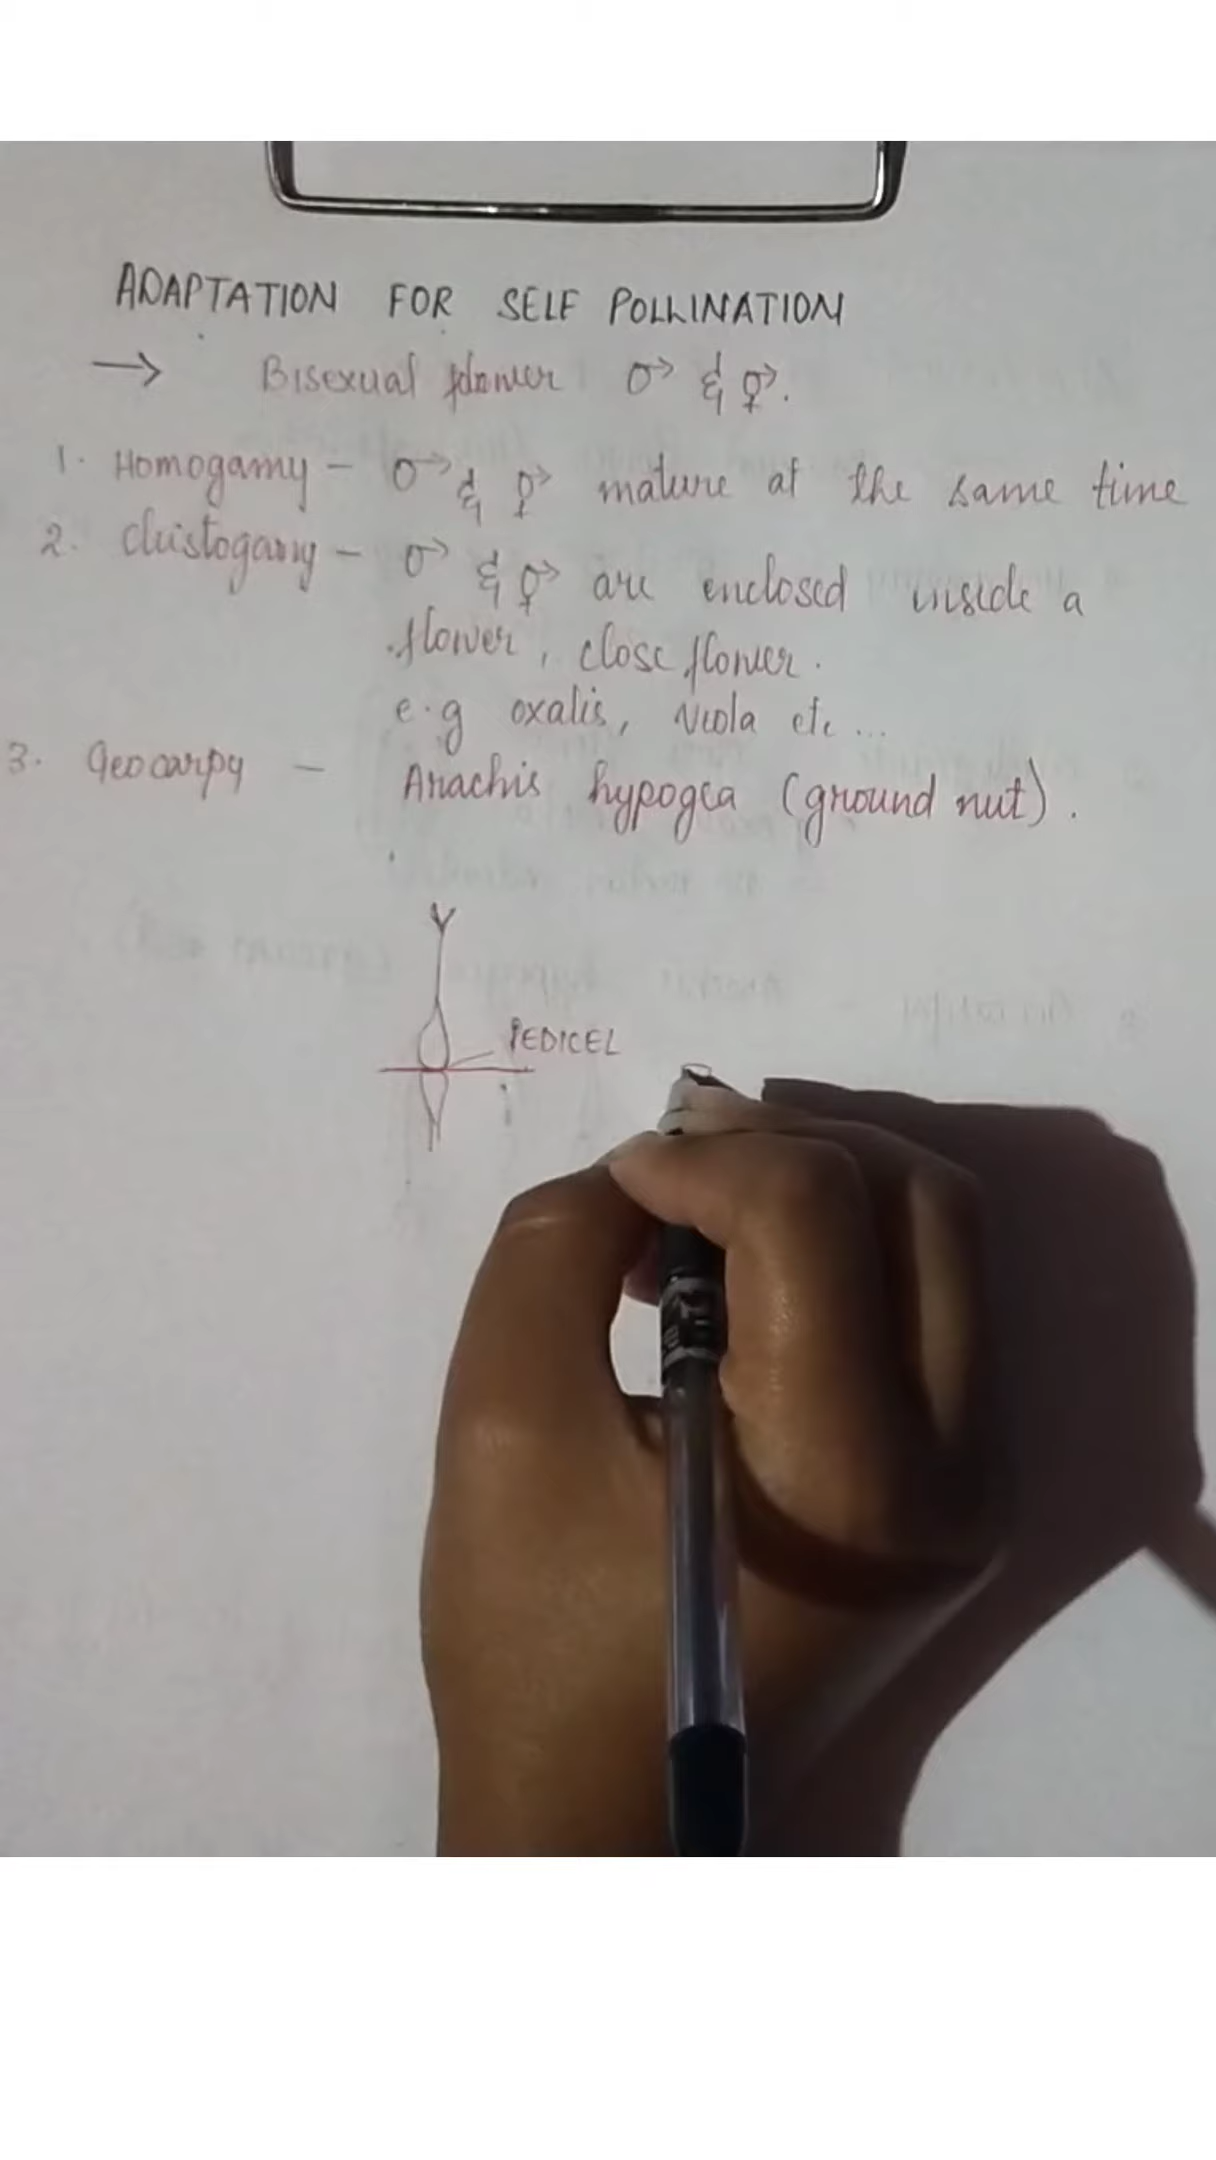 ADAPTATION FOR SELF POLLINATION
→ Bisexual flower ♂ & ⚥.
1. Homogamy - ♂ & ⚥ mature at the same time
2. Cleistogamy - ♂ & ⚥ are enclosed inside a
flower, close flower.
e.g oxalis, Viola etc...
3. Geocarpy - Arachis hypogea (ground nut).
PEDICEL